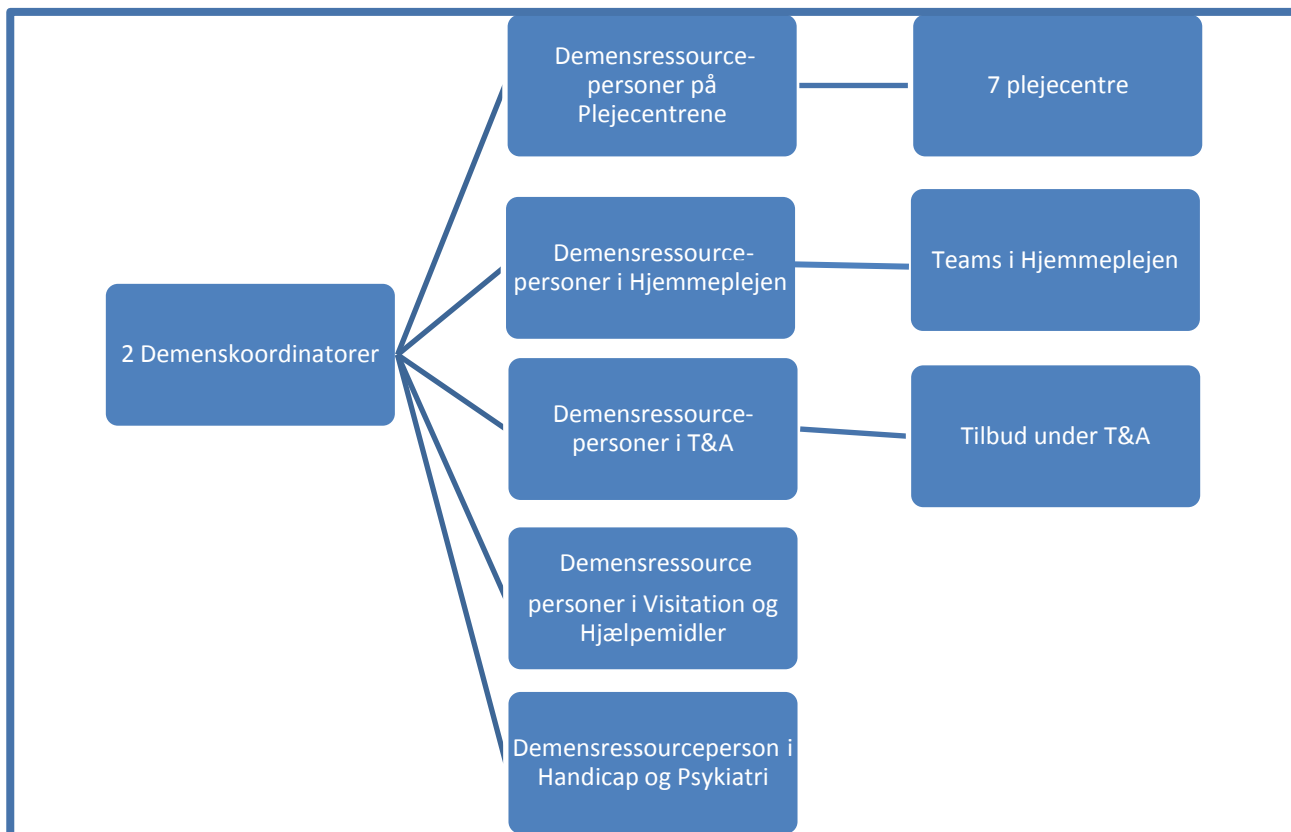 Demensressource-
personer på
Plejecentrene
7 plejecentre
Demensressource-
personer i Hjemmeplejen
Teams i Hjemmeplejen
2 Demenskoordinatorer
Demensressource-
personer i T&A
Tilbud under T&A
Demensressource
personer i Visitation og
Hjælpemidler
Demensressourceperson i
Handicap og Psykiatri